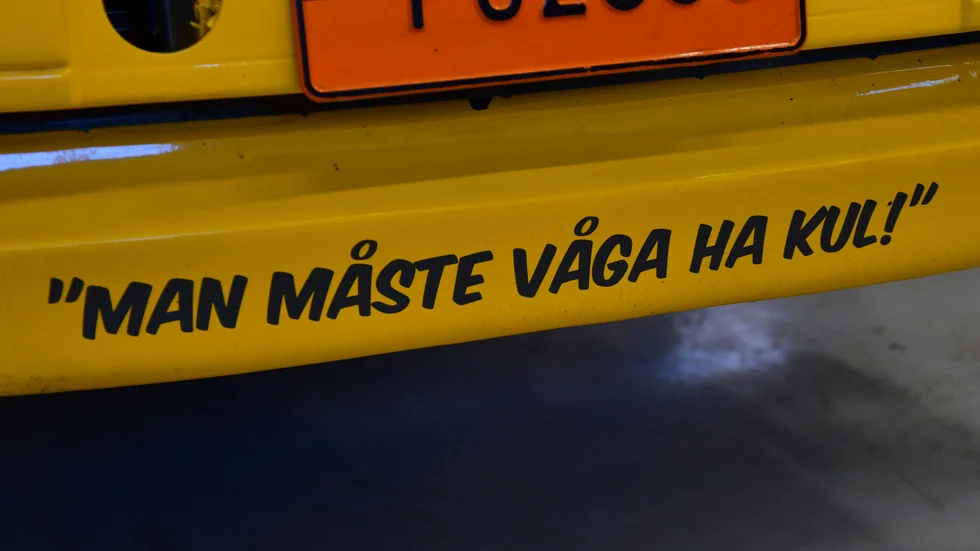 "MAN MÅSTE VÅGA HA KUL!"